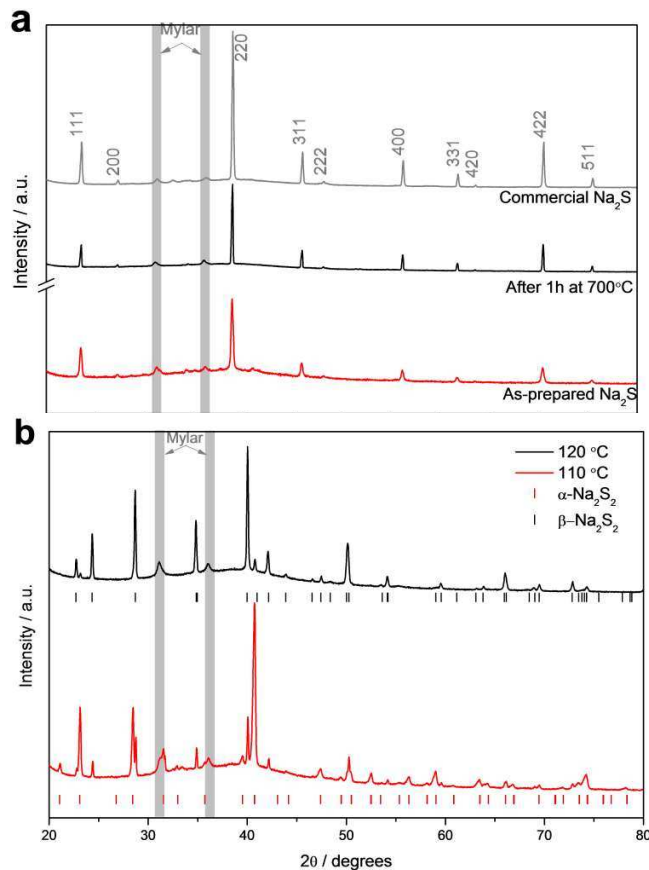 a
Mylar
111
200
220
311
222
400
331
420
422
511
Commercial Na₂S
After 1h at 700°C
As-prepared Na₂S
Intensity / a.u.
b
Mylar
120 °C
110 °C
α-Na₂S₂
β–Na₂S₂
Intensity / a.u.
20 30 40 50 60 70 80
2θ / degrees